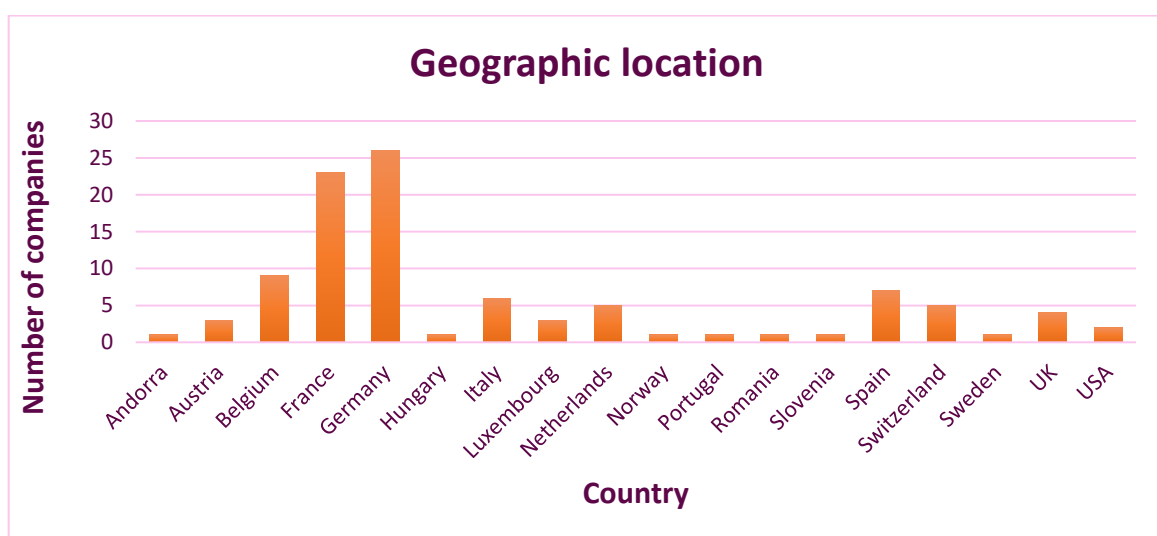 Geographic location
Number of companies
30
25
20
15
10
5
0
Andorra
Austria
Belgium
France
Germany
Hungary
Italy
Luxembourg
Netherlands
Norway
Portugal
Romania
Slovenia
Spain
Switzerland
Sweden
UK
USA
Country